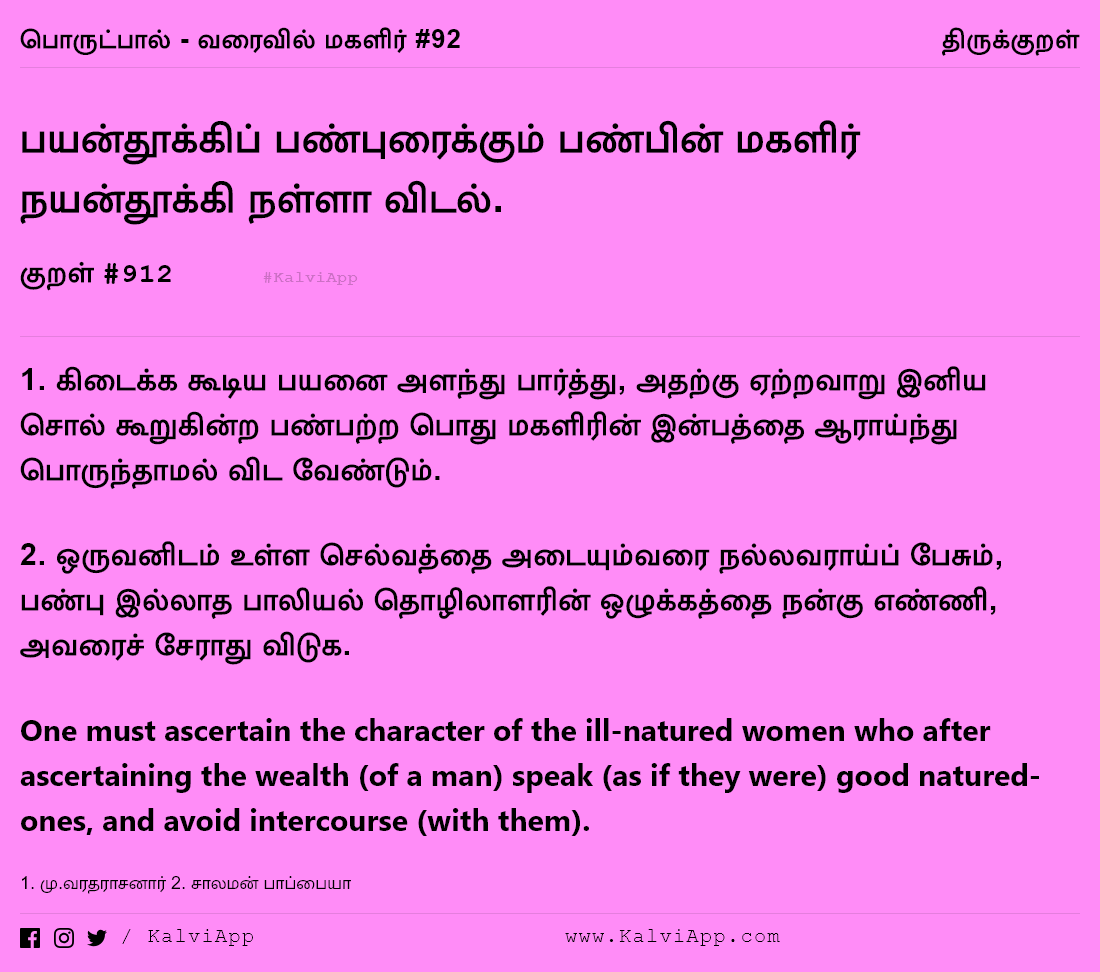 பொருட்பால் - வரைவில் மகளிர் #92 திருக்குறள்
பயன்தூக்கிப் பண்புரைக்கும் பண்பின் மகளிர்
நயன்தூக்கி நள்ளா விடல்.
குறள் #912 #KalviApp
1. கிடைக்க கூடிய பயனை அளந்து பார்த்து, அதற்கு ஏற்றவாறு இனிய
சொல் கூறுகின்ற பண்பற்ற பொது மகளிரின் இன்பத்தை ஆராய்ந்து
பொருந்தாமல் விட வேண்டும்.
2. ஒருவனிடம் உள்ள செல்வத்தை அடையும்வரை நல்லவராய்ப் பேசும்,
பண்பு இல்லாத பாலியல் தொழிலாளரின் ஒழுக்கத்தை நன்கு எண்ணி,
அவரைச் சேராது விடுக.
One must ascertain the character of the ill-natured women who after
ascertaining the wealth (of a man) speak (as if they were) good natured-
ones, and avoid intercourse (with them).
1. மு.வரதராசனார் 2. சாலமன் பாப்பையா
/ KalviApp www.KalviApp.com